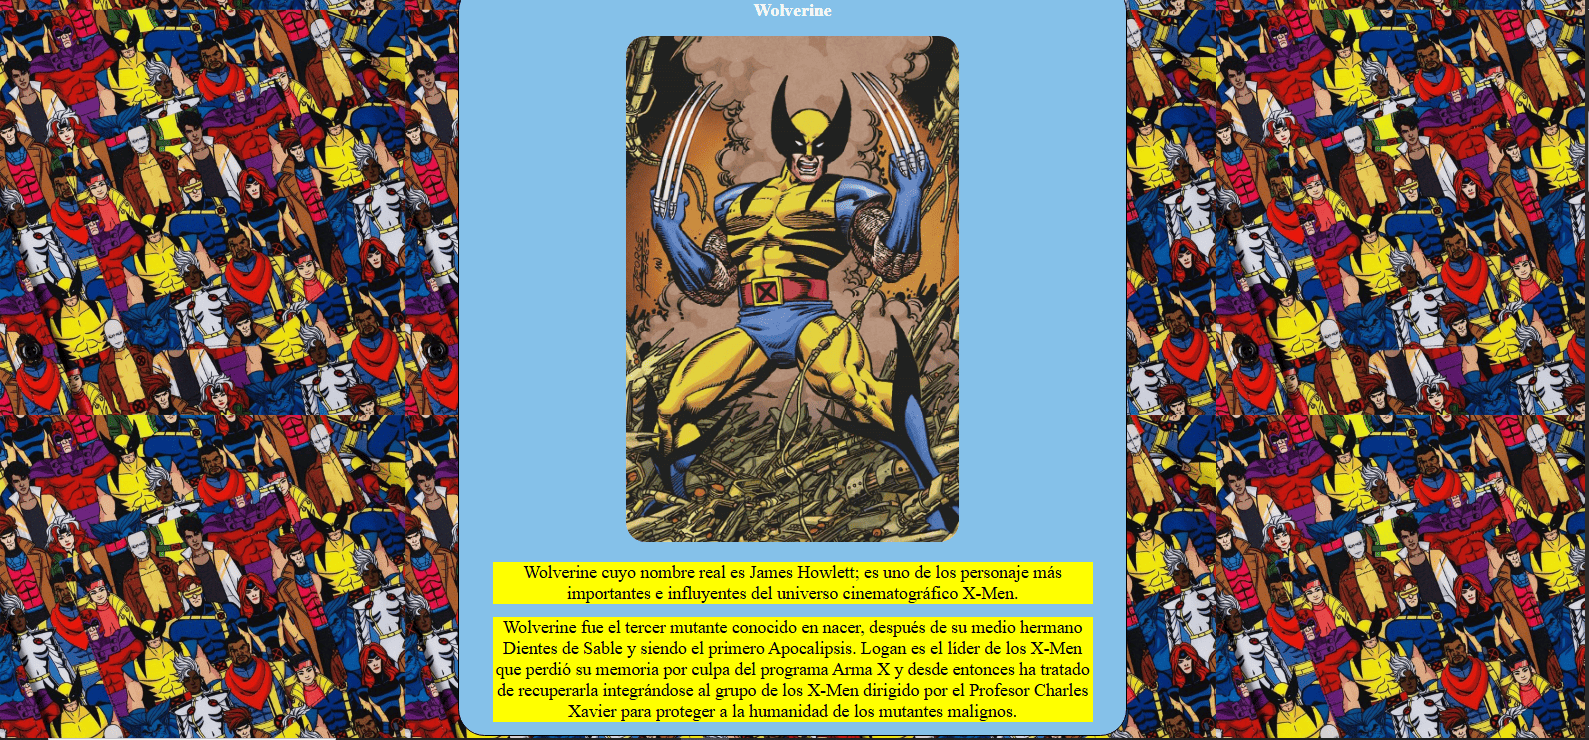 Wolverine
Wolverine cuyo nombre real es James Howlett; es uno de los personaje más
importantes e influyentes del universo cinematográfico X-Men.
Wolverine fue el tercer mutante conocido en nacer, después de su medio hermano
Dientes de Sable y siendo el primero Apocalipsis. Logan es el líder de los X-Men
que perdió su memoria por culpa del programa Arma X y desde entonces ha tratado
de recuperarla integrándose al grupo de los X-Men dirigido por el Profesor Charles
Xavier para proteger a la humanidad de los mutantes malignos.